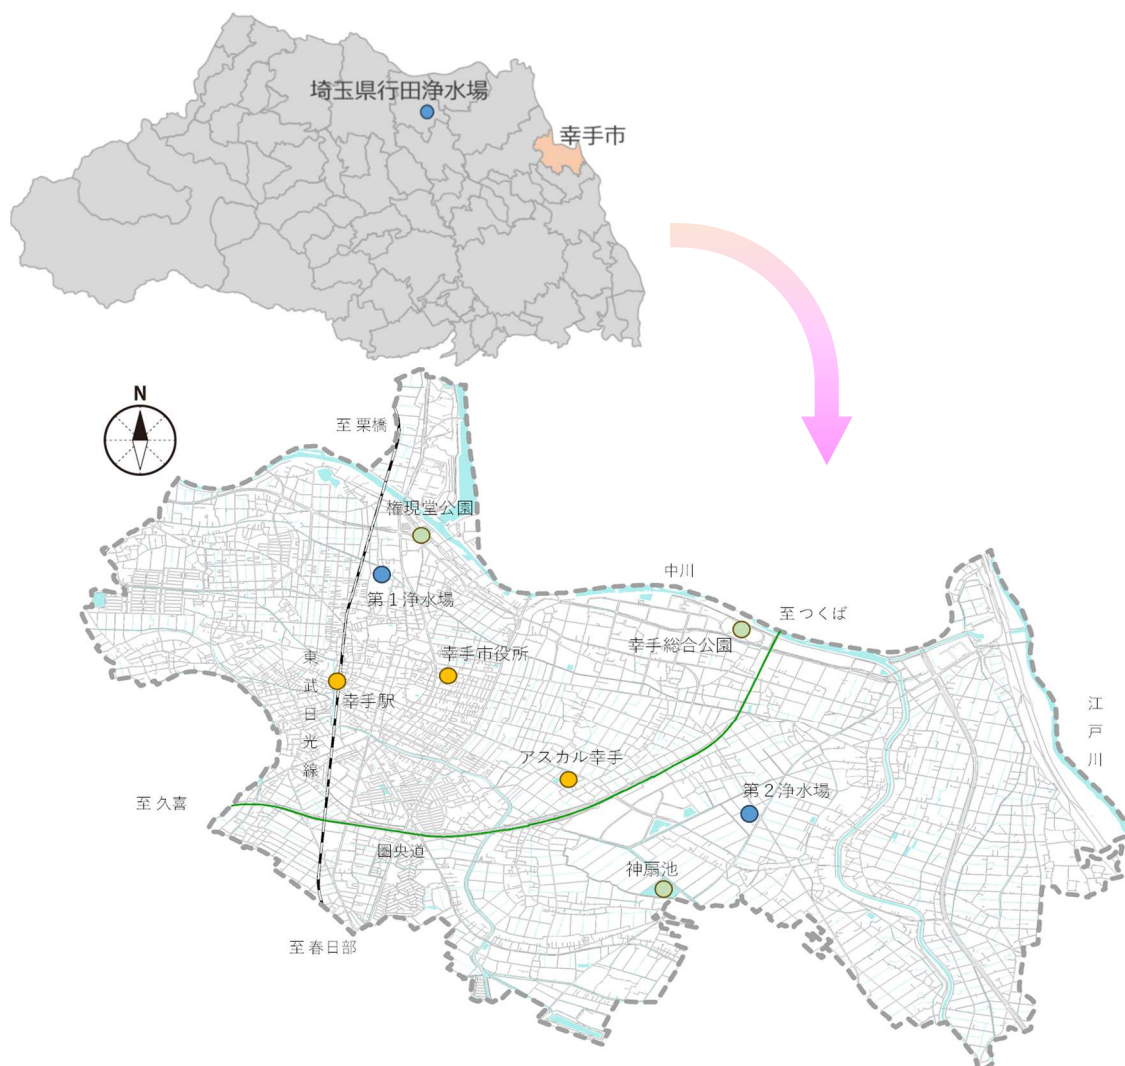 埼玉県行田浄水場
幸手市
N
至 栗橋
権現堂公園
中川
第１浄水場
至 つくば
幸手総合公園
幸手市役所
東武日光線
幸手駅
江戸川
アスカル幸手
第２浄水場
至 久喜
圏央道
神扇池
至 春日部